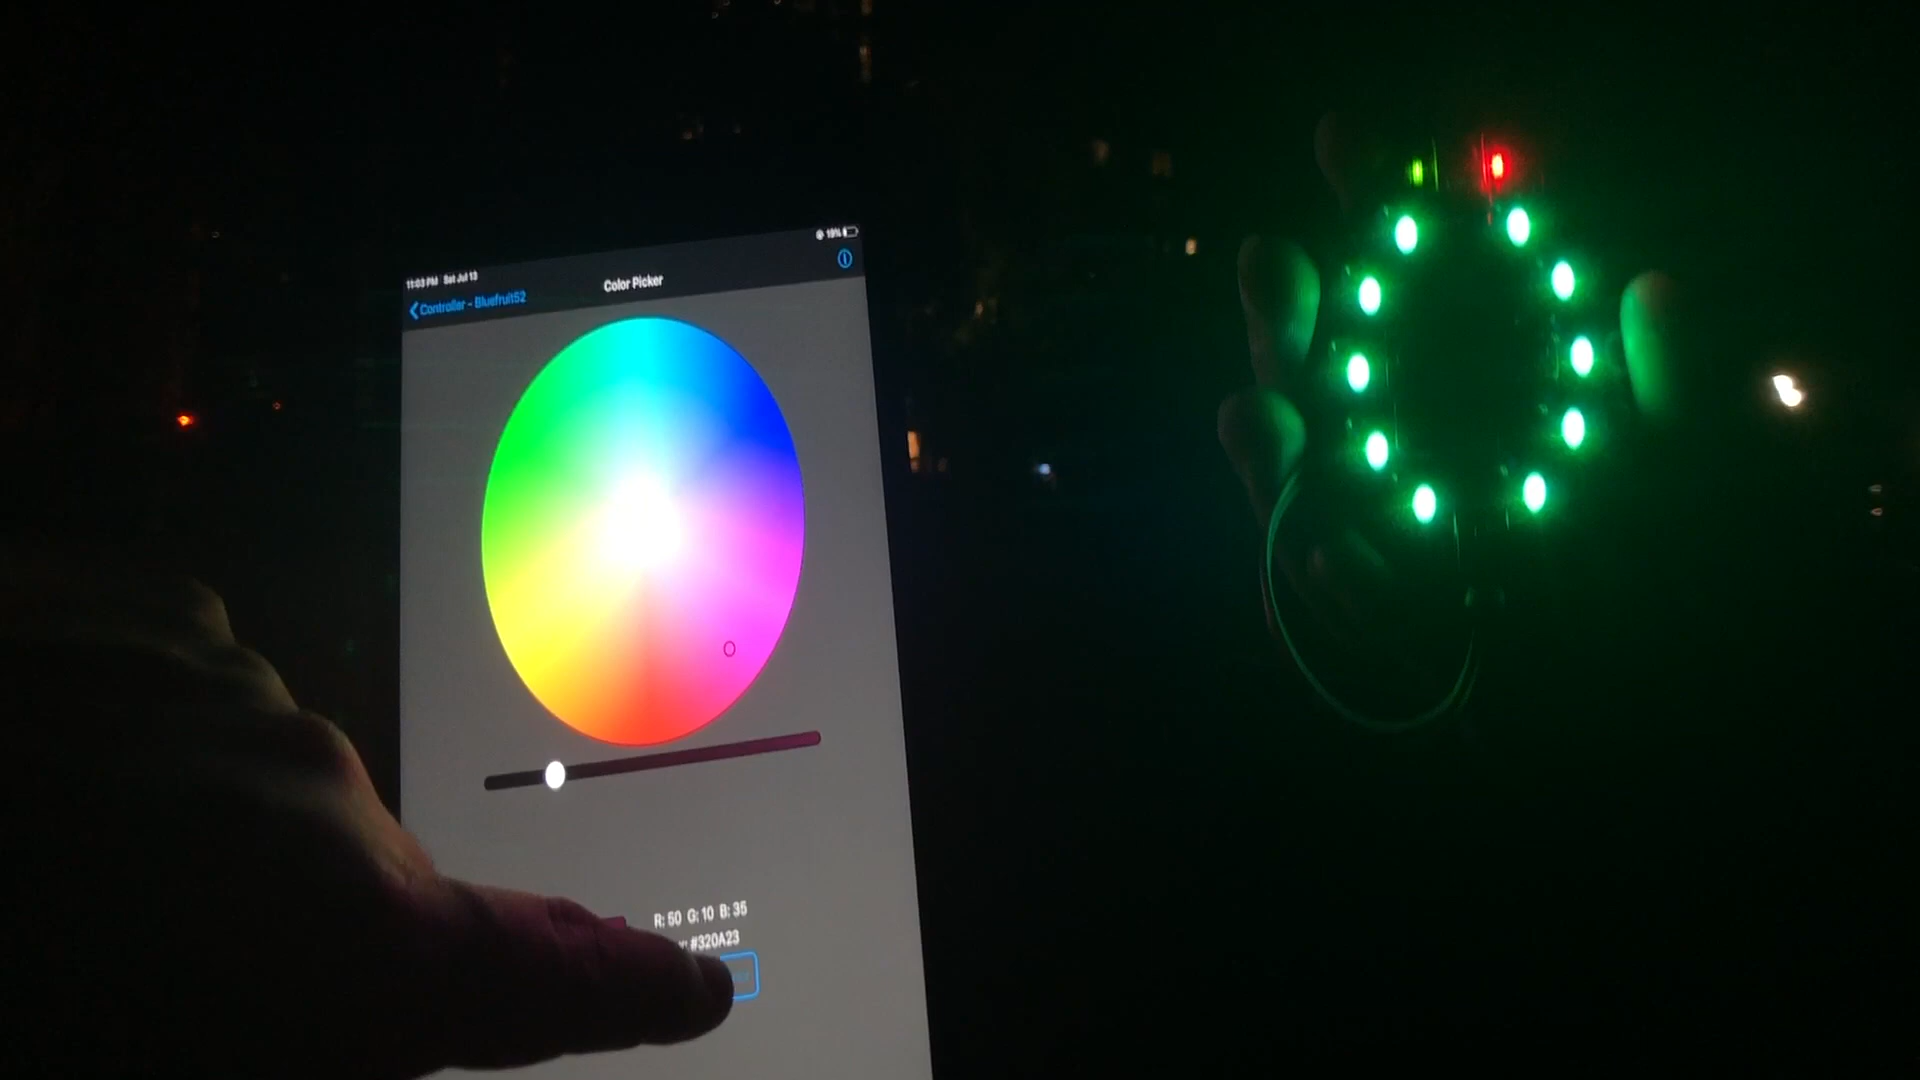 11:03 PM Sat Jul 13
19%
Controller - Bluefruit52
Color Picker
R: 50 G: 10 B: 35
#320A23